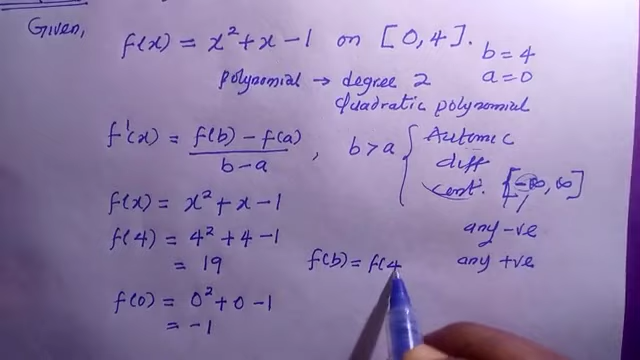 Given,
f(x) = x² + x − 1 on [0, 4].
b = 4
a = 0
polynomial → degree 2
Quadratic polynomial
f'(x) = f(b) − f(a) / b − a , b > a { Automic
diff
cont. [−∞, ∞]
f(x) = x² + x − 1
any −ve
f(4) = 4² + 4 − 1
= 19
f(b) = f(4
any +ve
f(0) = 0² + 0 − 1
= −1